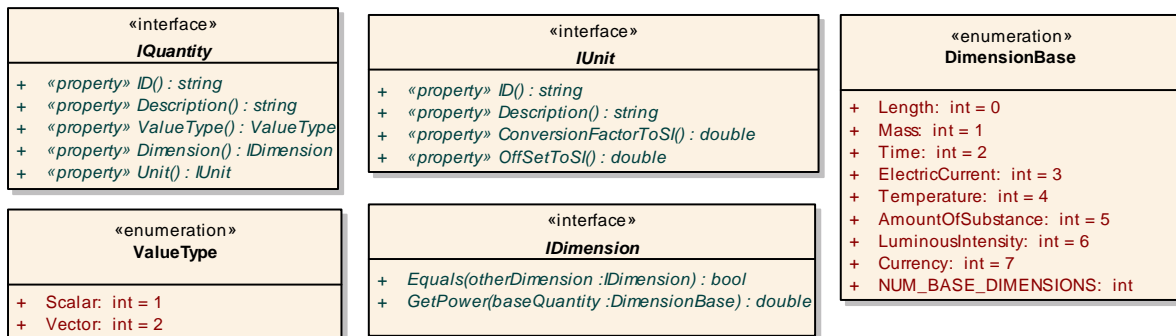 «interface»
IQuantity
+ «property» ID() : string
+ «property» Description() : string
+ «property» ValueType() : ValueType
+ «property» Dimension() : IDimension
+ «property» Unit() : IUnit
«interface»
IUnit
+ «property» ID() : string
+ «property» Description() : string
+ «property» ConversionFactorToSI() : double
+ «property» OffSetToSI() : double
«enumeration»
DimensionBase
+ Length: int = 0
+ Mass: int = 1
+ Time: int = 2
+ ElectricCurrent: int = 3
+ Temperature: int = 4
+ AmountOfSubstance: int = 5
+ LuminousIntensity: int = 6
+ Currency: int = 7
+ NUM_BASE_DIMENSIONS: int
«enumeration»
ValueType
+ Scalar: int = 1
+ Vector: int = 2
«interface»
IDimension
+ Equals(otherDimension :IDimension) : bool
+ GetPower(baseQuantity :DimensionBase) : double